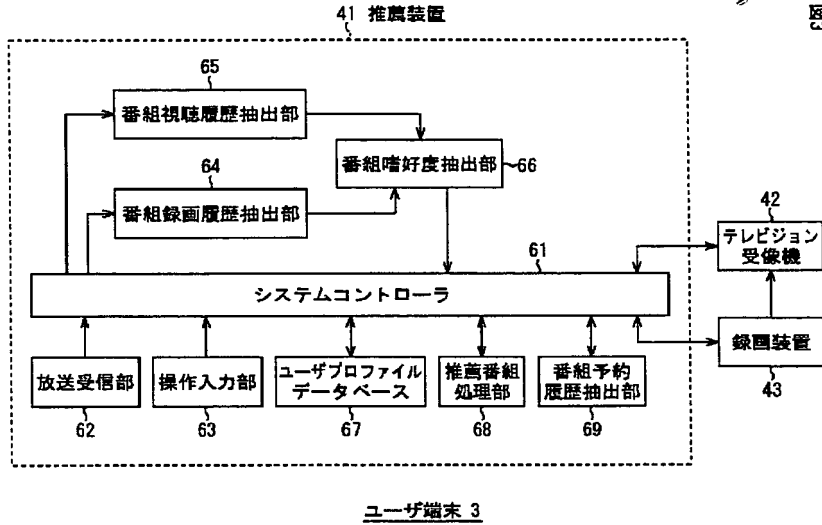 41 推薦装置
図3
65
番組視聴履歴抽出部
番組嗜好度抽出部
66
64
番組録画履歴抽出部
42
テレビジョン
受像機
61
システムコントローラ
録画装置
43
放送受信部
62
操作入力部
63
ユーザプロファイル
データベース
67
推薦番組
処理部
68
番組予約
履歴抽出部
69
ユーザ端末 3